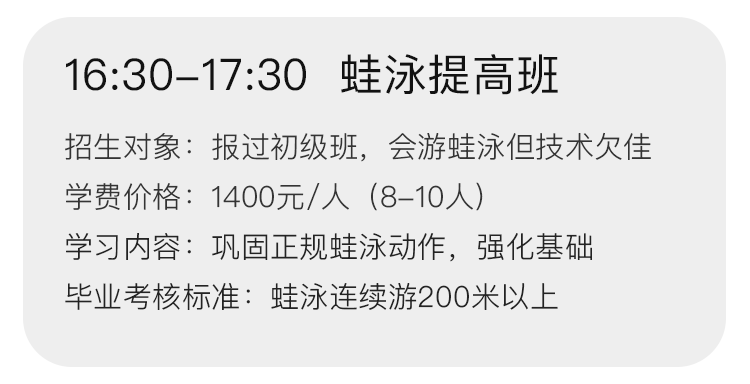 16:30-17:30 蛙泳提高班
招生对象：报过初级班，会游蛙泳但技术欠佳
学费价格：1400元/人（8-10人）
学习内容：巩固正规蛙泳动作，强化基础
毕业考核标准：蛙泳连续游200米以上